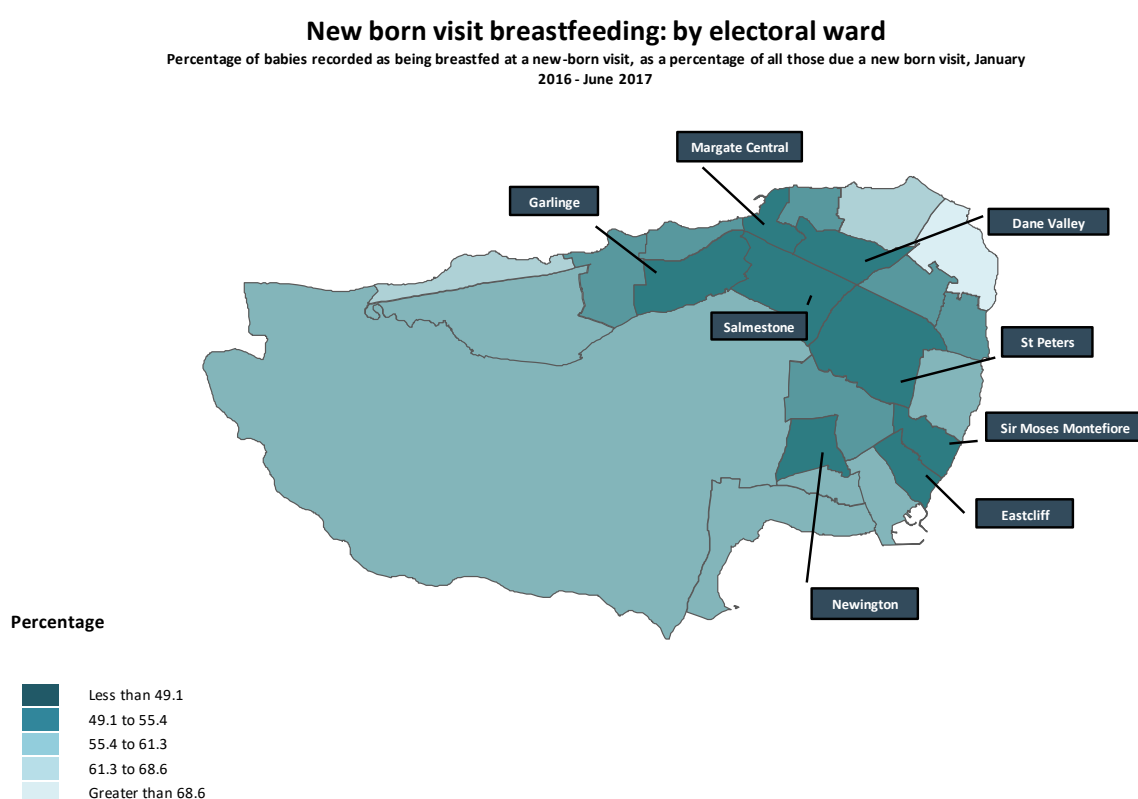 New born visit breastfeeding: by electoral ward
Percentage of babies recorded as being breastfed at a new-born visit, as a percentage of all those due a new born visit, January
2016 - June 2017
Margate Central
Garlinge
Dane Valley
Salmestone
St Peters
Sir Moses Montefiore
Eastcliff
Newington
Percentage
Less than 49.1
49.1 to 55.4
55.4 to 61.3
61.3 to 68.6
Greater than 68.6